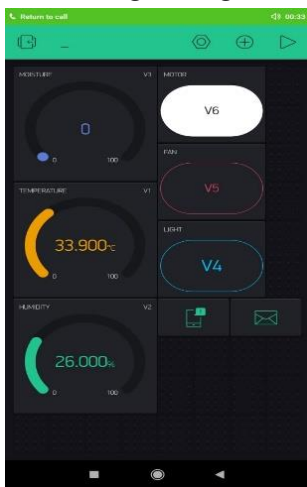 Return to call 00:33
MOINTURE V3
0
0 100
TEMPERATURE V1
33.900°C
0 100
HUMIDITY V2
26.000%
0 100
MOTOR
V6
FAN
V5
LIGHT
V4